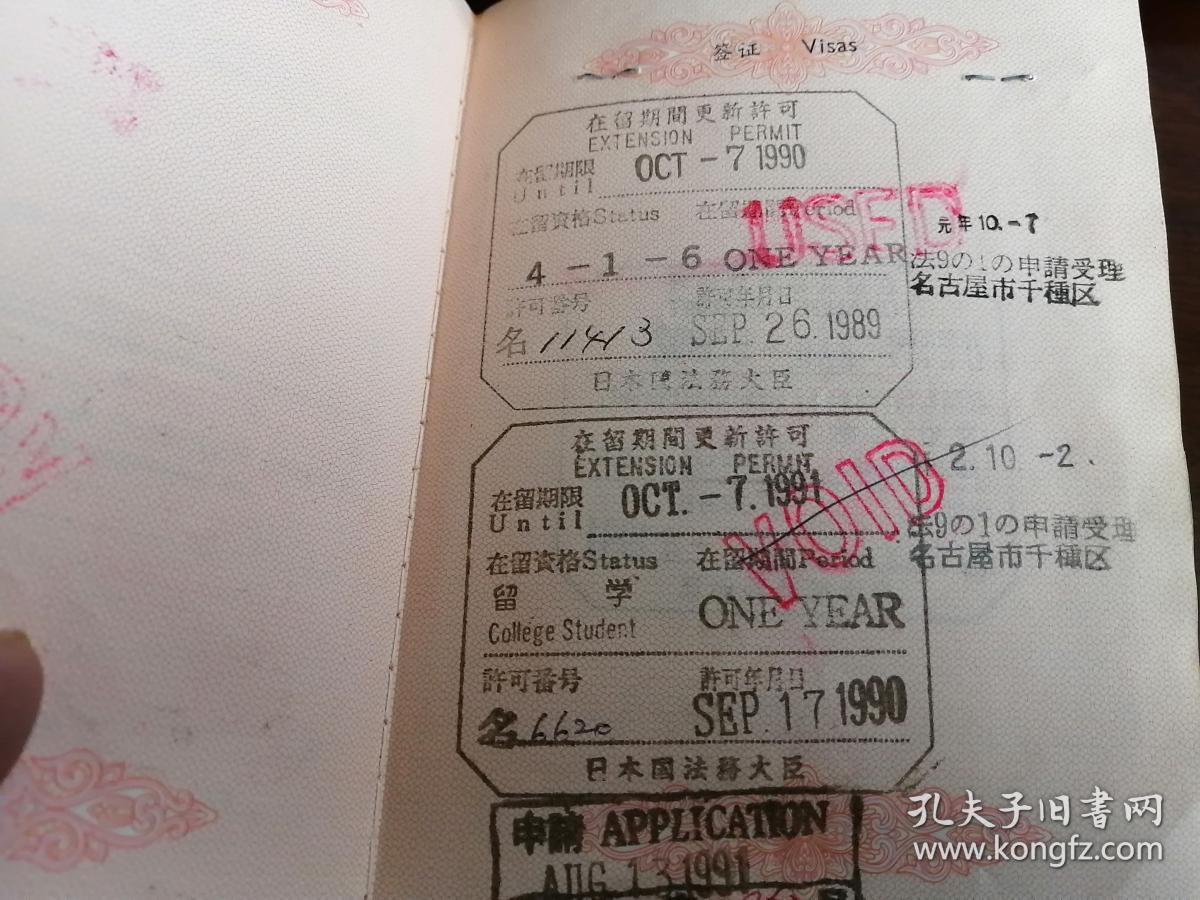 签证 Visas
在留期間更新許可
EXTENSION PERMIT
在留期限
Until OCT -7 1990
在留資格Status 在留期間Period
USED
4-1-6 ONE YEAR
許可番号 許可年月日
名 11413 SEP. 26. 1989
日本国法務大臣
元年10.-7
法9の1の申請受理
名古屋市千種区
在留期間更新許可
EXTENSION PERMIT
在留期限
Until OCT. -7. 1991
VOID
在留資格Status 在留期間Period
留学
College Student ONE YEAR
許可番号 許可年月日
名 6620 SEP. 17 1990
日本国法務大臣
2.10 -2.
法9の1の申請受理
名古屋市千種区
申請 APPLICATION
AUG. 13 1991
孔夫子旧书网
www.kongfz.com